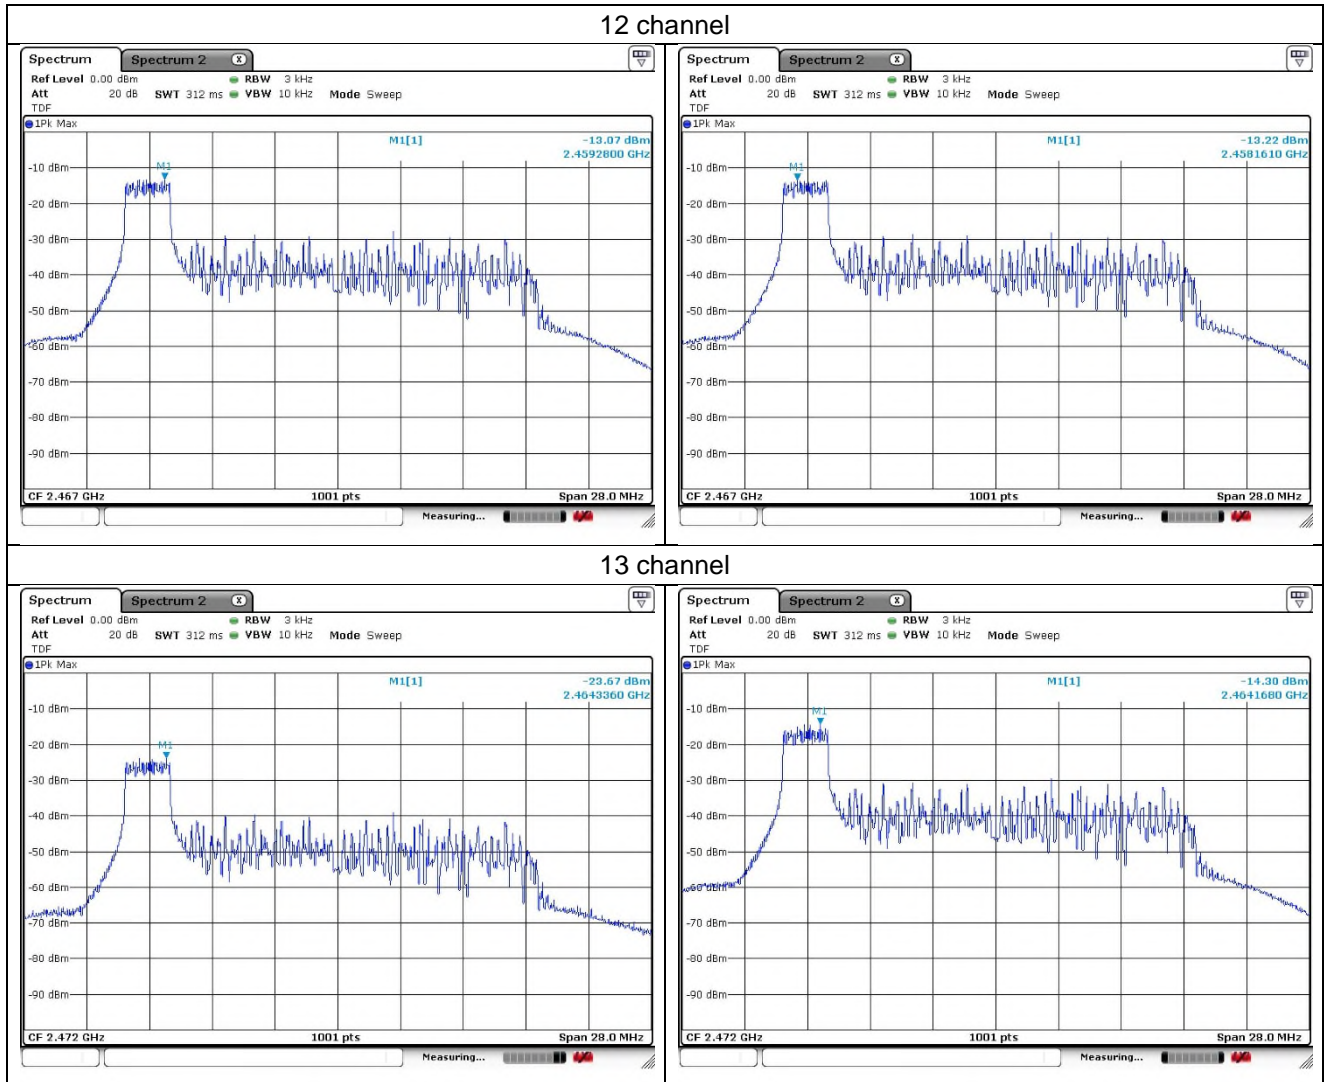 12 channel
Spectrum Spectrum 2 X
Ref Level 0.00 dBm RBW 3 kHz
Att 20 dB SWT 312 ms VBW 10 kHz Mode Sweep
TDF
1Pk Max
M1[1] -13.07 dBm
2.4592800 GHz
M1
-10 dBm
-20 dBm
-30 dBm
-40 dBm
-50 dBm
-60 dBm
-70 dBm
-80 dBm
-90 dBm
CF 2.467 GHz 1001 pts Span 28.0 MHz
Measuring...
Spectrum Spectrum 2 X
Ref Level 0.00 dBm RBW 3 kHz
Att 20 dB SWT 312 ms VBW 10 kHz Mode Sweep
TDF
1Pk Max
M1[1] -13.22 dBm
2.4581610 GHz
M1
-10 dBm
-20 dBm
-30 dBm
-40 dBm
-50 dBm
-60 dBm
-70 dBm
-80 dBm
-90 dBm
CF 2.467 GHz 1001 pts Span 28.0 MHz
Measuring...
13 channel
Spectrum Spectrum 2 X
Ref Level 0.00 dBm RBW 3 kHz
Att 20 dB SWT 312 ms VBW 10 kHz Mode Sweep
TDF
1Pk Max
M1[1] -23.67 dBm
2.4643360 GHz
-10 dBm
M1
-20 dBm
-30 dBm
-40 dBm
-50 dBm
-60 dBm
-70 dBm
-80 dBm
-90 dBm
CF 2.472 GHz 1001 pts Span 28.0 MHz
Measuring...
Spectrum Spectrum 2 X
Ref Level 0.00 dBm RBW 3 kHz
Att 20 dB SWT 312 ms VBW 10 kHz Mode Sweep
TDF
1Pk Max
M1[1] -14.30 dBm
2.4641680 GHz
M1
-10 dBm
-20 dBm
-30 dBm
-40 dBm
-50 dBm
-60 dBm
-70 dBm
-80 dBm
-90 dBm
CF 2.472 GHz 1001 pts Span 28.0 MHz
Measuring...